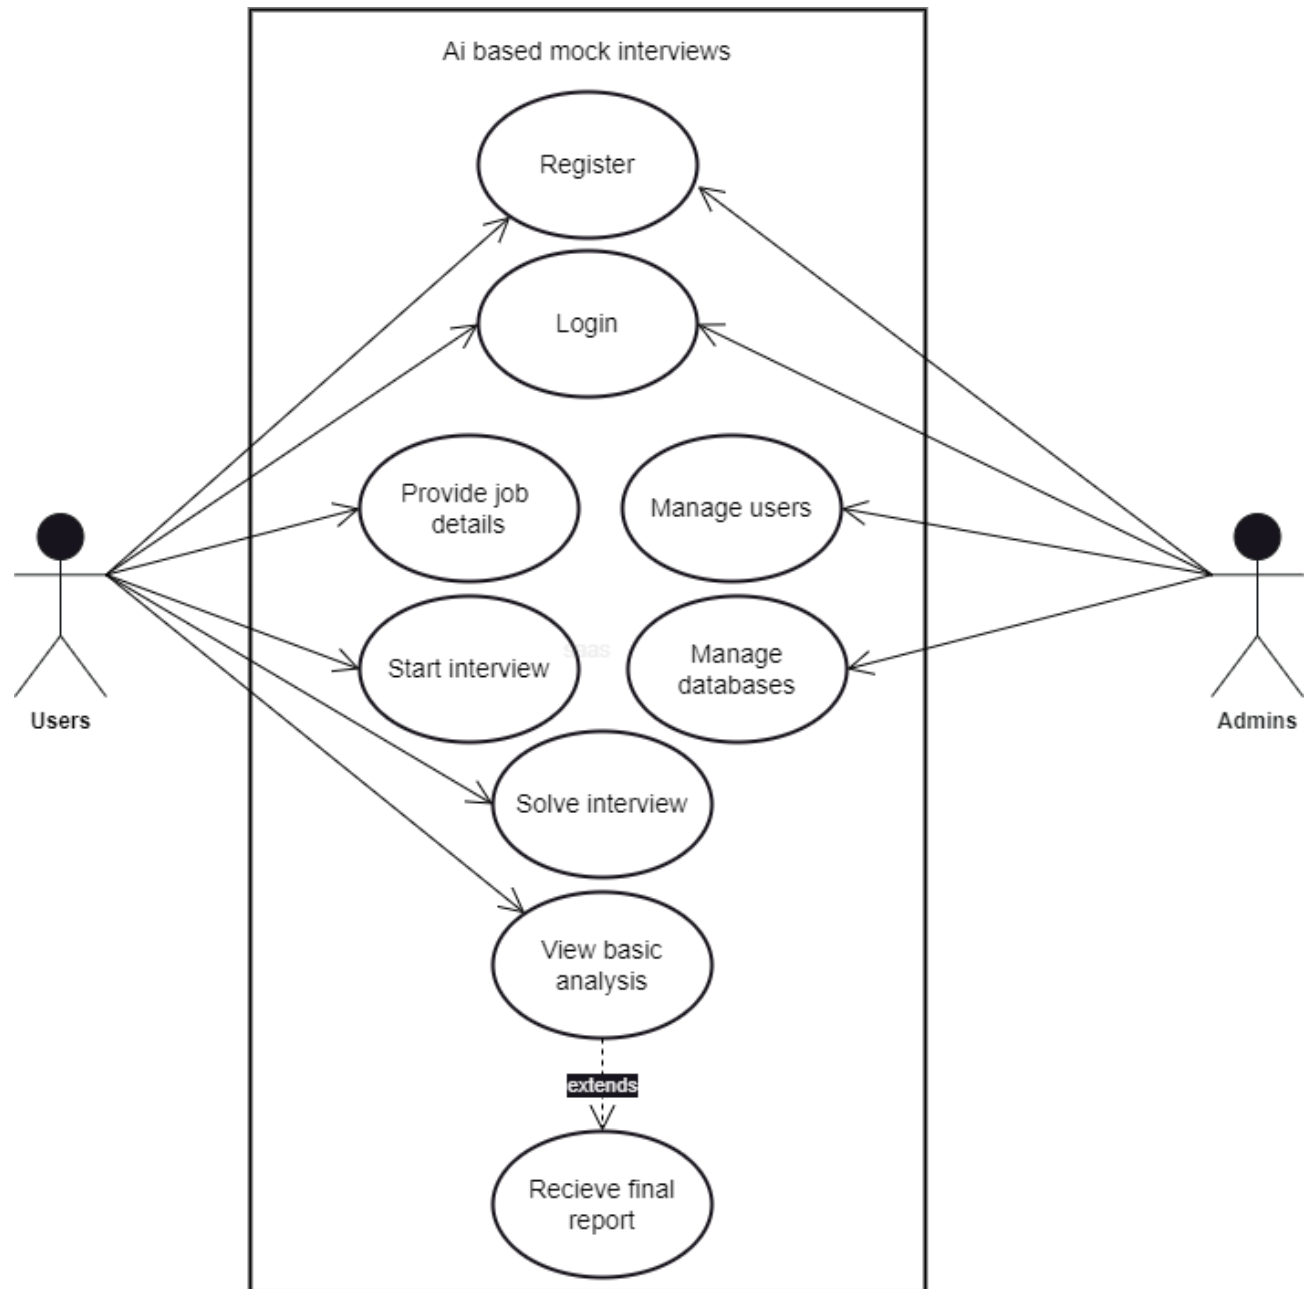 Ai based mock interviews
Register
Login
Provide job
details
Manage users
Start interview
saas
Manage
databases
Users
Admins
Solve interview
View basic
analysis
extends
Recieve final
report